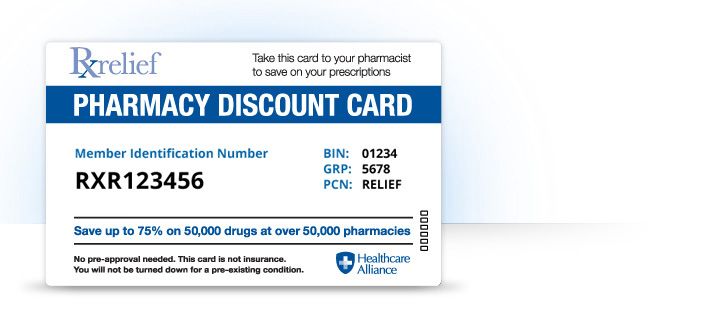 Rxrelief
Take this card to your pharmacist
to save on your prescriptions
PHARMACY DISCOUNT CARD
Member Identification Number
RXR123456
BIN: 01234
GRP: 5678
PCN: RELIEF
Save up to 75% on 50,000 drugs at over 50,000 pharmacies
No pre-approval needed. This card is not insurance.
You will not be turned down for a pre-existing condition.
Healthcare
Alliance